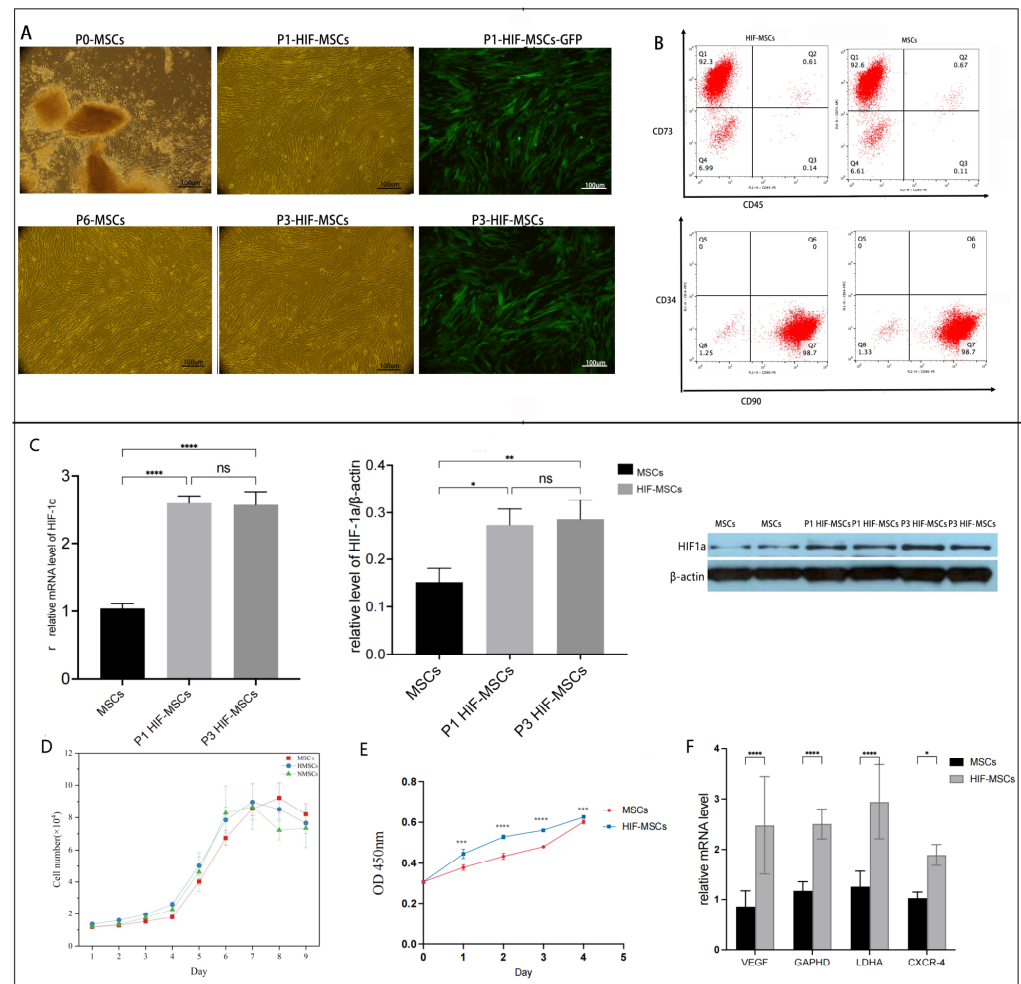 A
P0-MSCs
P1-HIF-MSCs
P1-HIF-MSCs-GFP
100um
100um
100um
P6-MSCs
P3-HIF-MSCs
P3-HIF-MSCs
100um
100um
100um
B
HIF-MSCs
MSCs
Q1
92.3
Q2
0.61
Q4
6.99
Q3
0.14
Q1
92.6
Q2
0.67
Q4
6.61
Q3
0.11
CD73
CD45
Q5
0
Q6
0
Q8
1.25
Q7
98.7
Q5
0
Q6
0
Q8
1.33
Q7
98.7
CD34
CD90
C
****
****
ns
3
2
1
0
r relative mRNA level of HIF-1c
MSCs
P1 HIF-MSCs
P3 HIF-MSCs
**
*
ns
0.4
0.3
0.2
0.1
0.0
relative level of HIF-1a/β-actin
MSCs
P1 HIF-MSCs
P3 HIF-MSCs
MSCs
HIF-MSCs
MSCs MSCs P1 HIF-MSCs P1 HIF-MSCs P3 HIF-MSCs P3 HIF-MSCs
HIF1a
β-actin
D
MSCs
HMSCs
NMSCs
12
10
8
6
4
2
0
Cell number(×10⁴)
1 2 3 4 5 6 7 8 9
Day
E
0.8
0.6
0.4
0.2
0.0
OD 450nm
*** **** **** ***
MSCs
HIF-MSCs
0 1 2 3 4 5
Day
F
4
3
2
1
0
relative mRNA level
**** **** **** *
MSCs
HIF-MSCs
VEGF GAPHD LDHA CXCR-4